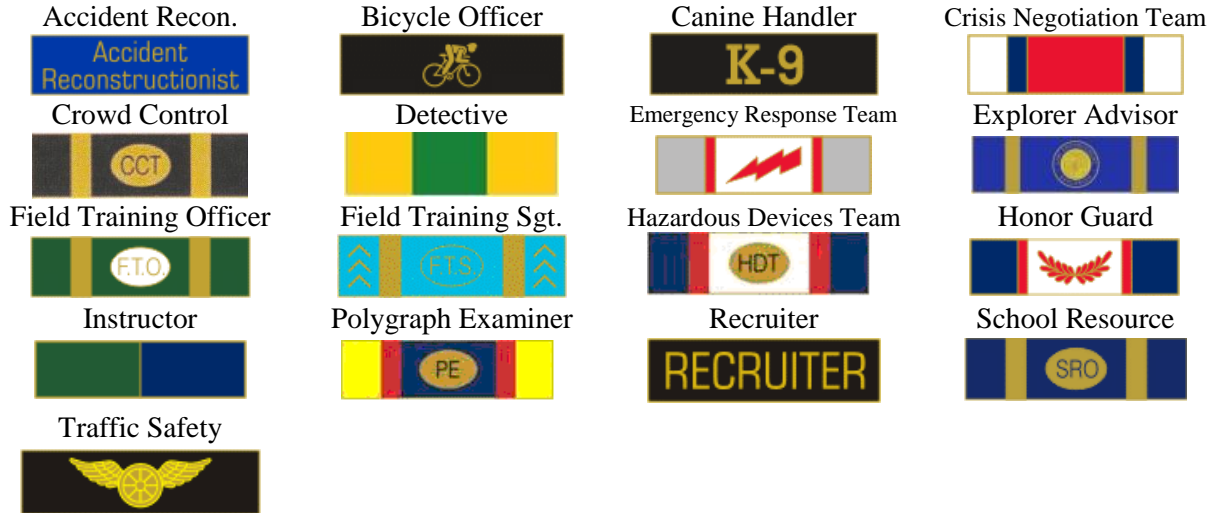 Accident Recon.
Bicycle Officer
Canine Handler
Crisis Negotiation Team
Accident
Reconstructionist
K-9
Crowd Control
Detective
Emergency Response Team
Explorer Advisor
CCT
Field Training Officer
Field Training Sgt.
Hazardous Devices Team
Honor Guard
F.T.O.
F.T.S.
HDT
Instructor
Polygraph Examiner
Recruiter
School Resource
PE
RECRUITER
SRO
Traffic Safety